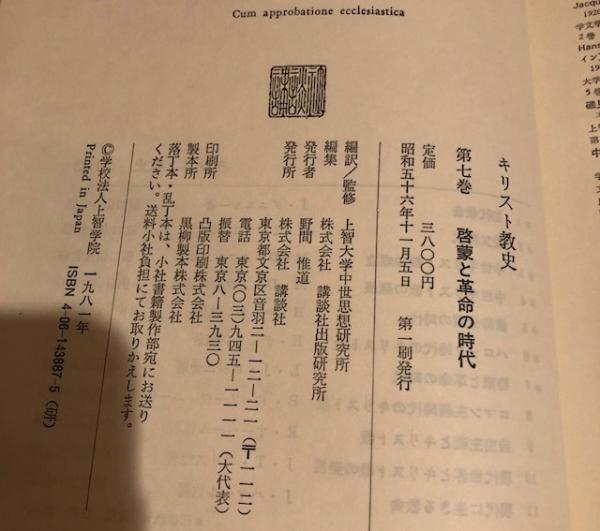 Cum approbatione ecclesiastica
キリスト教史
第七巻 啓蒙と革命の時代
定価 三八〇〇円
昭和五十六年十一月五日 第一刷発行
編訳/監修 上智大学中世思想研究所
編集 株式会社 講談社出版研究所
発行者 野間 惟道
発行所 株式会社 講談社
東京都文京区音羽二―一二―二一(〒一一二)
電話 東京(〇三)九四五―一一一一(大代表)
振替 東京八―三九三〇
印刷所 凸版印刷株式会社
製本所 黒柳製本株式会社
落丁本・乱丁本は、小社書籍製作部宛にお送り
ください。送料小社負担にてお取りかえします。
©学校法人上智学院 一九八一年
Printed in Japan
ISBN 4-06-143887-5 (研)